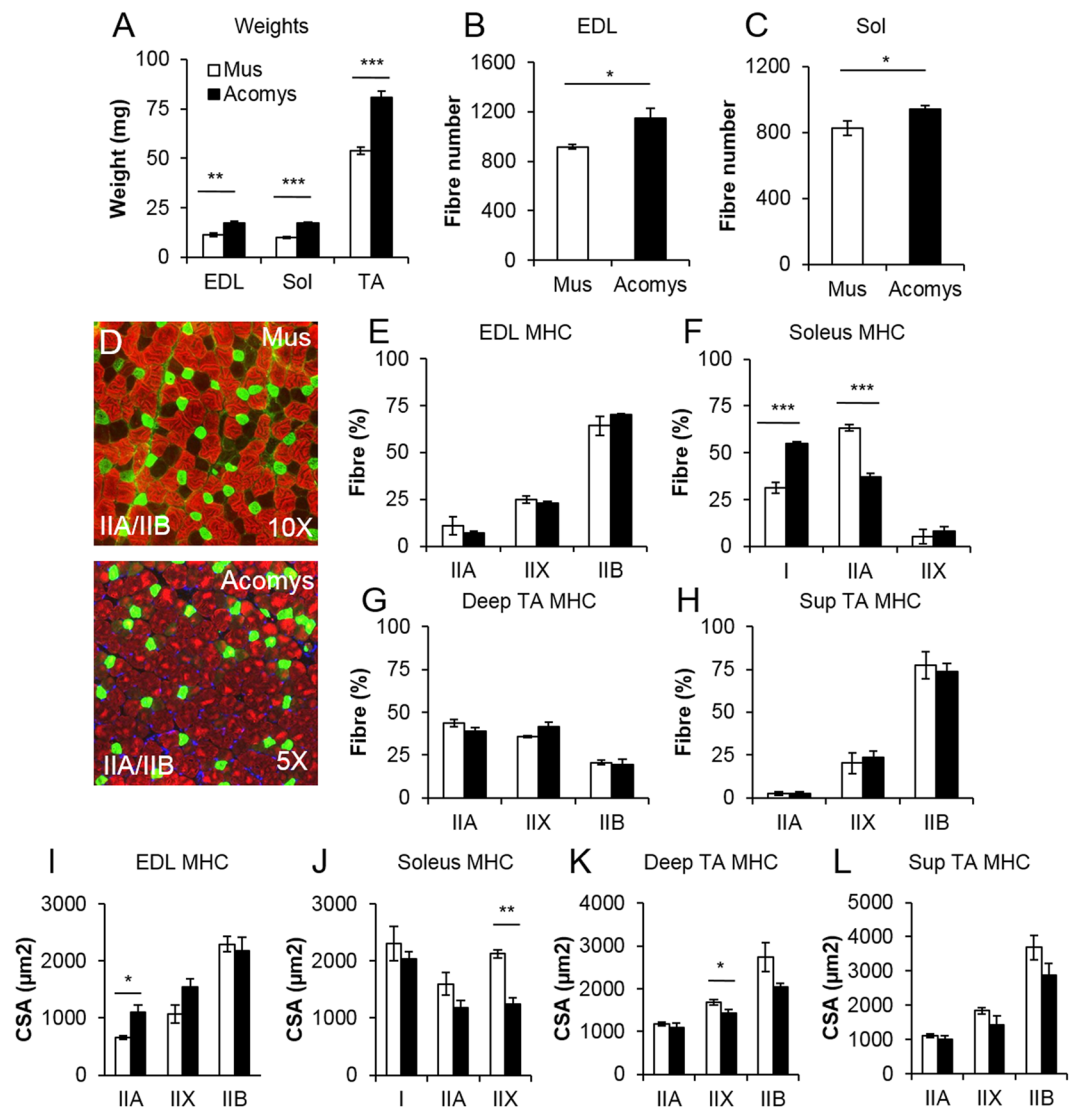 A Weights
100
75
50
25
0
Weight (mg)
Mus
Acomys
**
***
***
EDL Sol TA
B EDL
1600
1200
800
400
0
Fibre number
*
Mus Acomys
C Sol
1200
800
400
0
Fibre number
*
Mus Acomys
D Mus
IIA/IIB 10X
Acomys
IIA/IIB 5X
E EDL MHC
100
75
50
25
0
Fibre (%)
IIA IIX IIB
F Soleus MHC
100
75
50
25
0
Fibre (%)
***
***
I IIA IIX
G Deep TA MHC
100
75
50
25
0
Fibre (%)
IIA IIX IIB
H Sup TA MHC
100
75
50
25
0
Fibre (%)
IIA IIX IIB
I EDL MHC
3000
2000
1000
0
CSA (µm2)
*
IIA IIX IIB
J Soleus MHC
3000
2000
1000
0
CSA (µm2)
**
I IIA IIX
K Deep TA MHC
4000
3000
2000
1000
0
CSA (µm2)
*
IIA IIX IIB
L Sup TA MHC
5000
4000
3000
2000
1000
0
CSA (µm2)
IIA IIX IIB